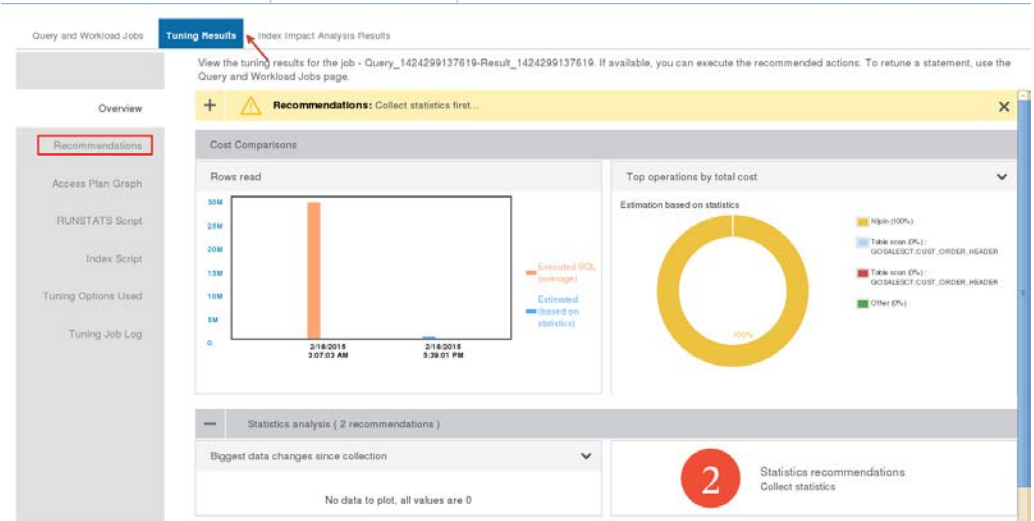 Query and Workload Jobs
Tuning Results
Index Impact Analysis Results
View the tuning results for the job - Query_1424299137619-Result_1424299137619. If available, you can execute the recommended actions. To retune a statement, use the
Query and Workload Jobs page.
Overview
Recommendations
Access Plan Graph
RUNSTATS Script
Index Script
Tuning Options Used
Tuning Job Log
+
Recommendations: Collect statistics first...
Cost Comparisons
Rows read
30M
25M
20M
15M
10M
5M
0
2/18/2015
3:07:03 AM
2/18/2015
5:39:01 PM
Executed SQL
(average)
Estimated
(based on
statistics)
Top operations by total cost
Estimation based on statistics
100%
Nljoin (100%)
Table scan (0%) :
GOSALESCT.CUST_ORDER_HEADER
Table scan (0%) :
GOSALESCT.CUST_ORDER_HEADER
Other (0%)
Statistics analysis ( 2 recommendations )
Biggest data changes since collection
No data to plot, all values are 0
2
Statistics recommendations
Collect statistics